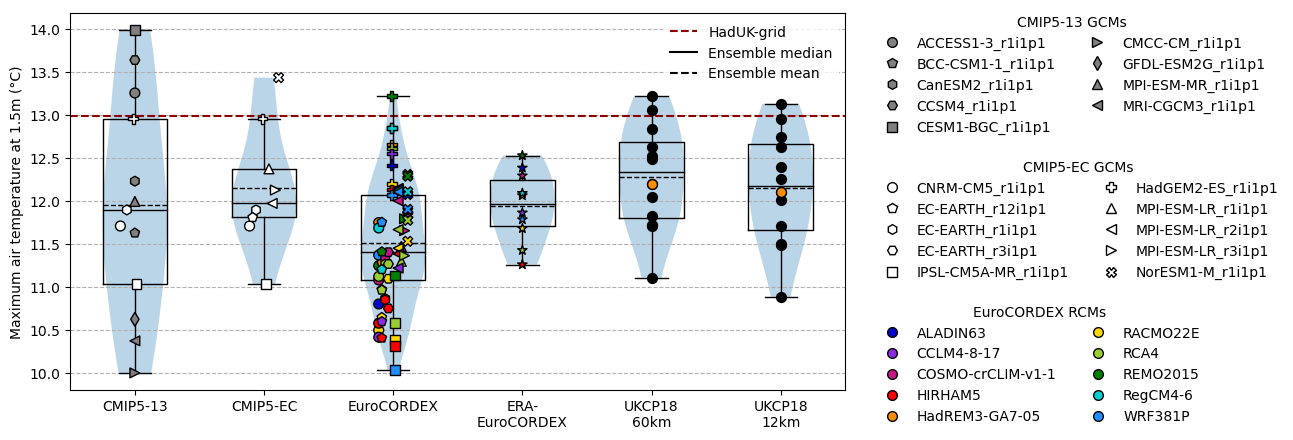 Maximum air temperature at 1.5m (°C)
14.0
13.5
13.0
12.5
12.0
11.5
11.0
10.5
10.0
CMIP5-13
CMIP5-EC
EuroCORDEX
ERA-
EuroCORDEX
UKCP18
60km
UKCP18
12km
HadUK-grid
Ensemble median
Ensemble mean
CMIP5-13 GCMs
ACCESS1-3_r1i1p1
BCC-CSM1-1_r1i1p1
CanESM2_r1i1p1
CCSM4_r1i1p1
CESM1-BGC_r1i1p1
CMCC-CM_r1i1p1
GFDL-ESM2G_r1i1p1
MPI-ESM-MR_r1i1p1
MRI-CGCM3_r1i1p1
CMIP5-EC GCMs
CNRM-CM5_r1i1p1
EC-EARTH_r12i1p1
EC-EARTH_r1i1p1
EC-EARTH_r3i1p1
IPSL-CM5A-MR_r1i1p1
HadGEM2-ES_r1i1p1
MPI-ESM-LR_r1i1p1
MPI-ESM-LR_r2i1p1
MPI-ESM-LR_r3i1p1
NorESM1-M_r1i1p1
EuroCORDEX RCMs
ALADIN63
CCLM4-8-17
COSMO-crCLIM-v1-1
HIRHAM5
HadREM3-GA7-05
RACMO22E
RCA4
REMO2015
RegCM4-6
WRF381P